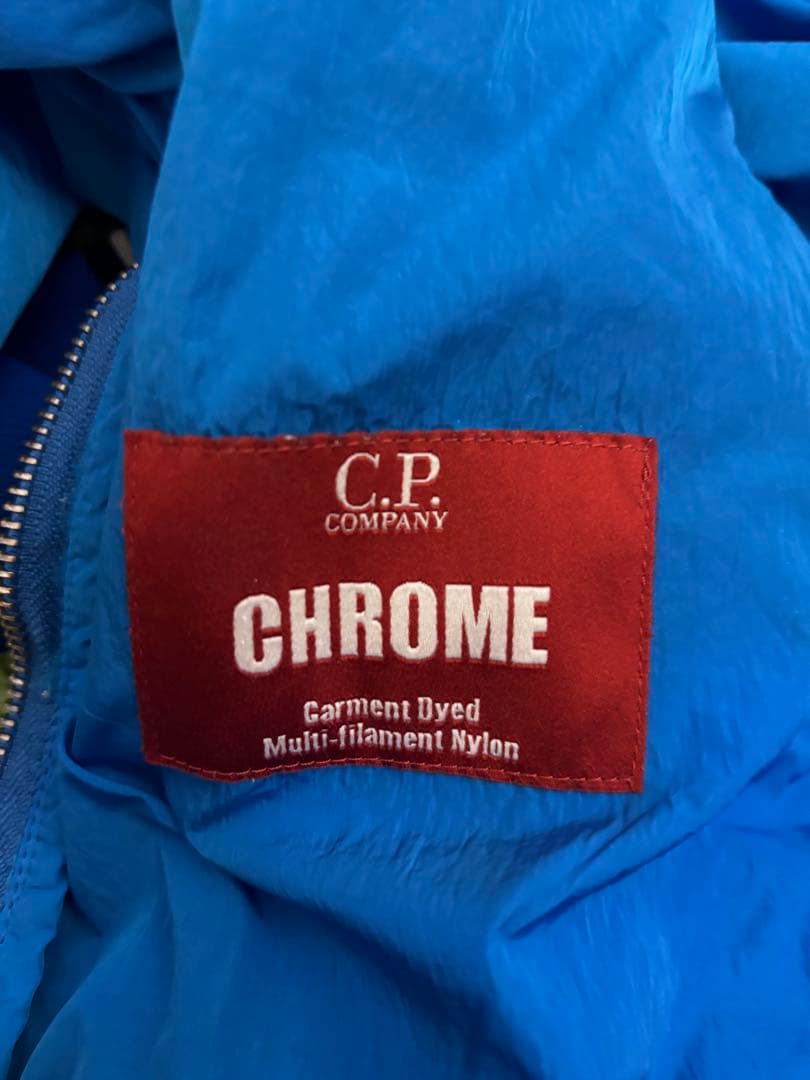 C.P.
COMPANY
CHROME
Garment Dyed
Multi-filament Nylon